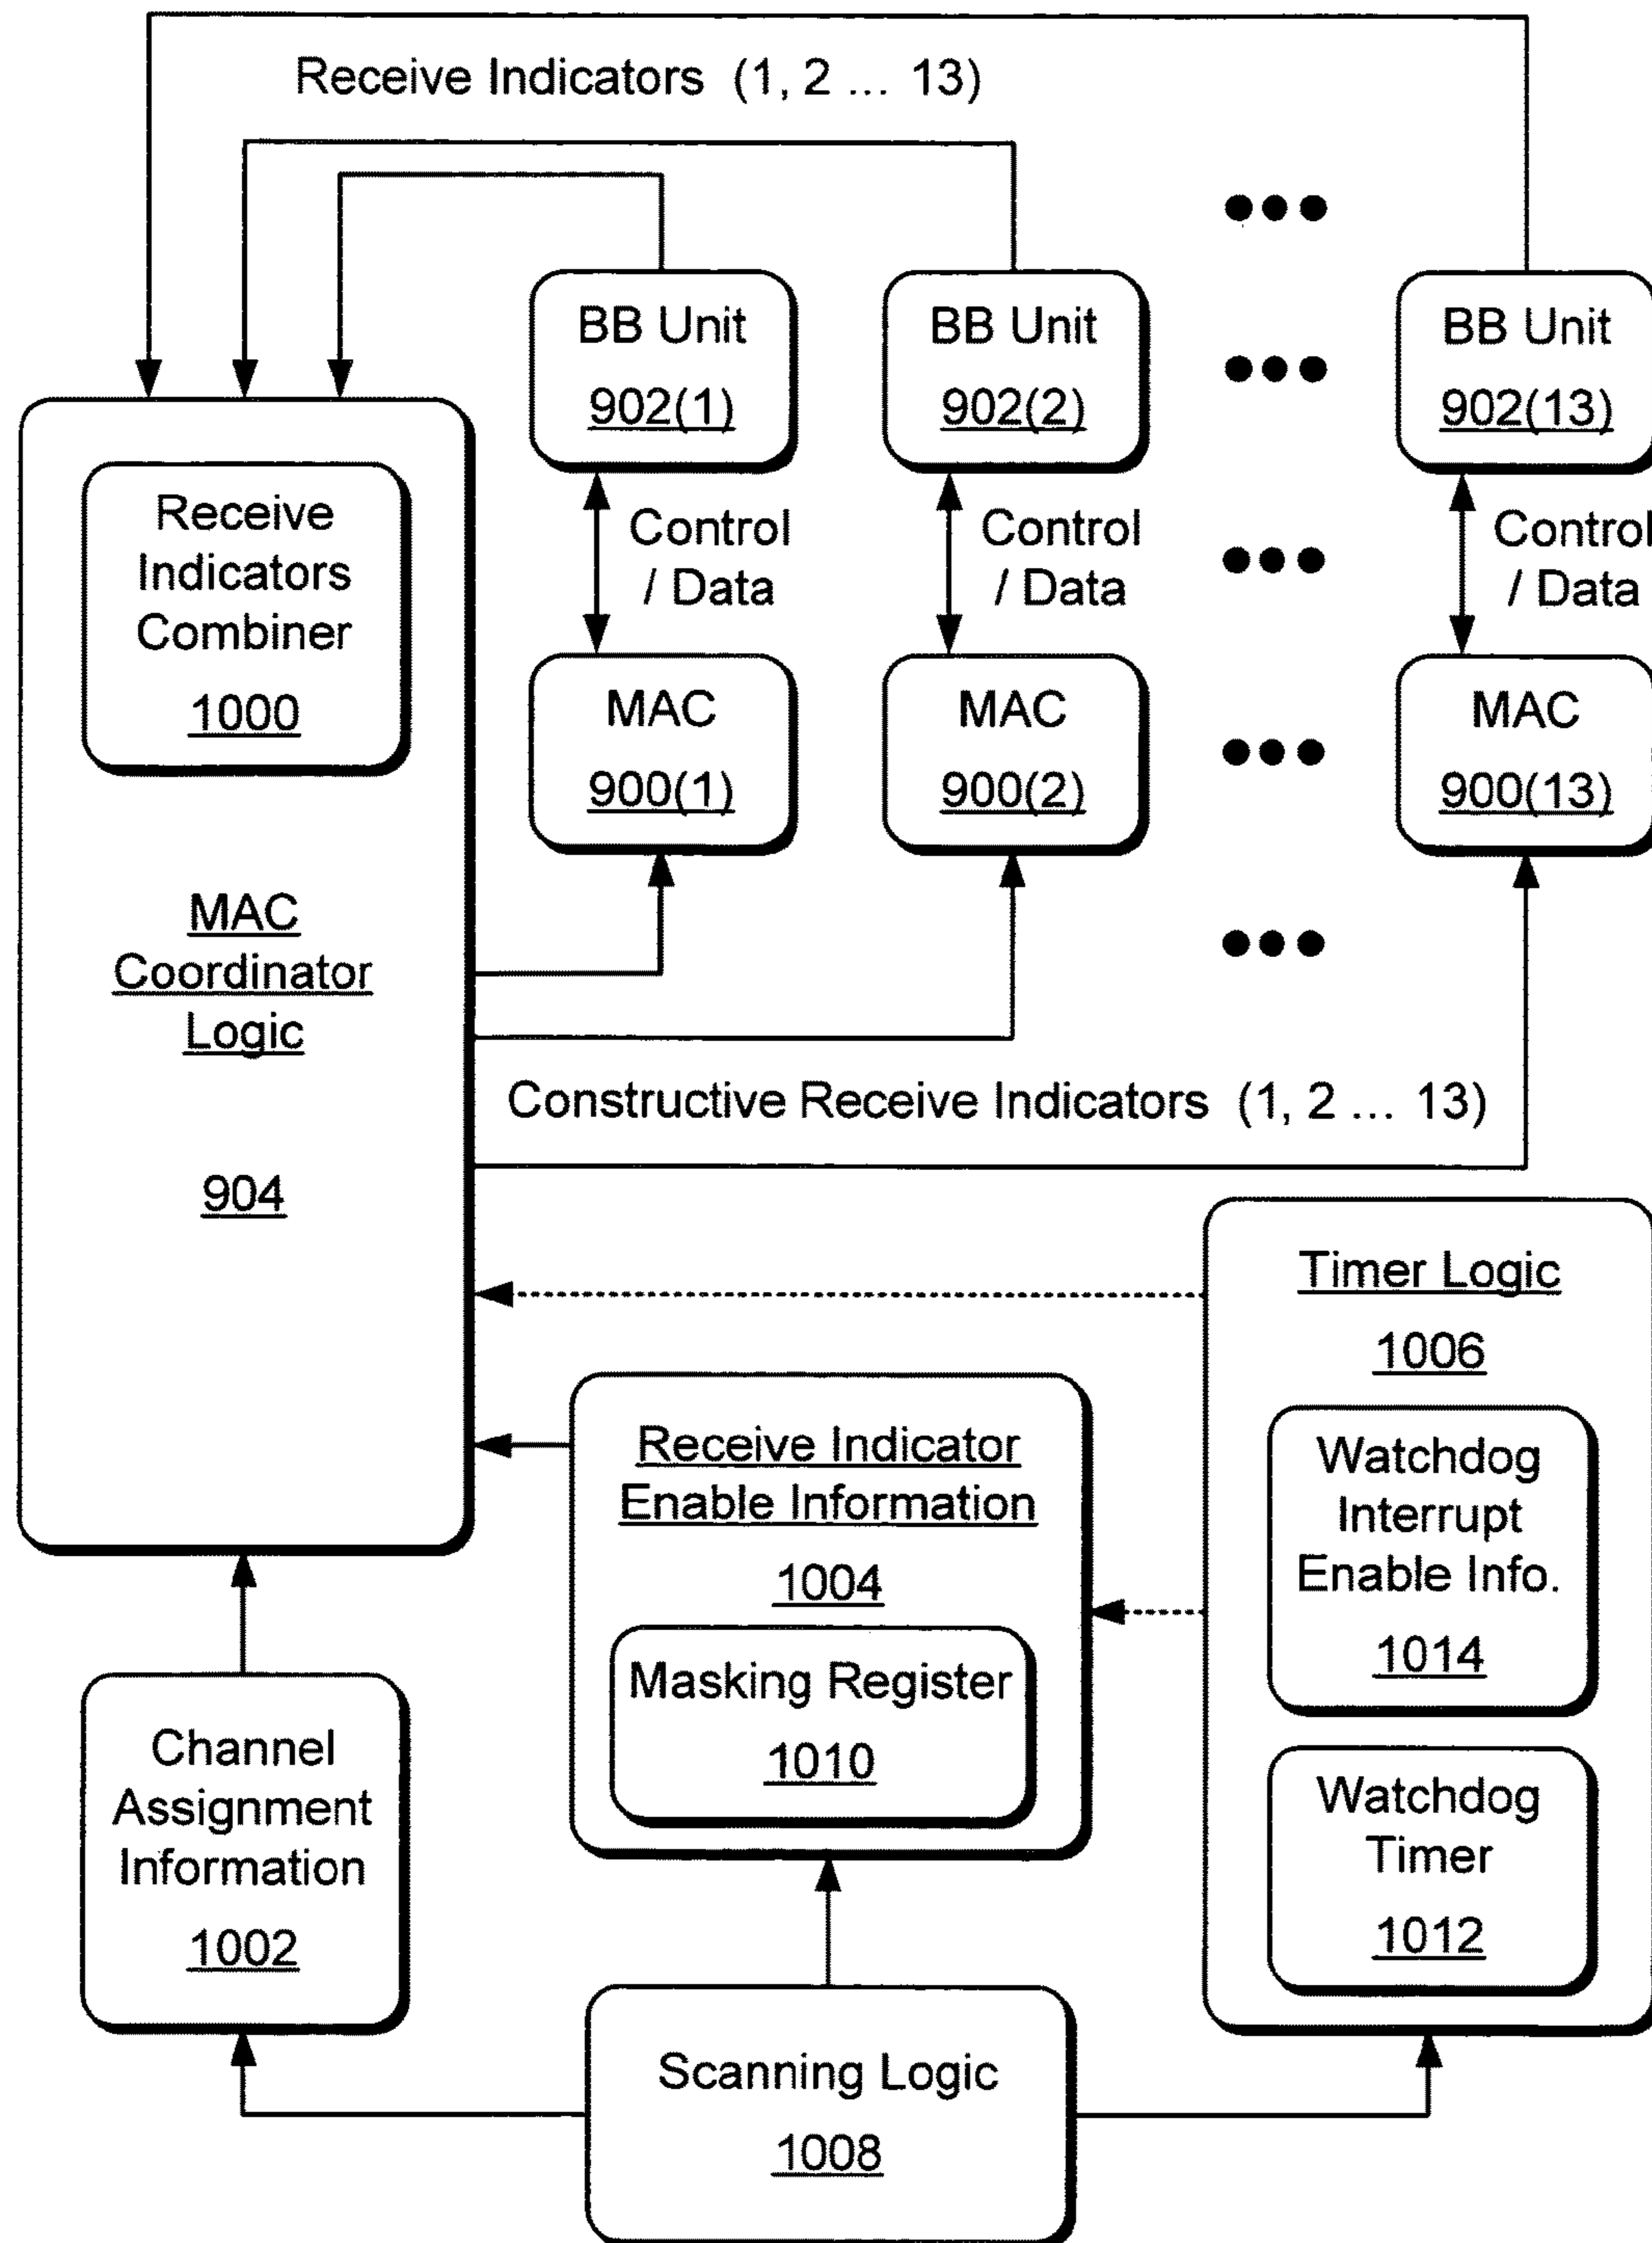 Receive Indicators (1, 2 ... 13)
BB Unit
902(1)
BB Unit
902(2)
BB Unit
902(13)
Receive
Indicators
Combiner
1000
Control
/ Data
Control
/ Data
Control
/ Data
MAC
900(1)
MAC
900(2)
MAC
900(13)
MAC
Coordinator
Logic
904
Constructive Receive Indicators (1, 2 ... 13)
Timer Logic
1006
Watchdog
Interrupt
Enable Info.
1014
Watchdog
Timer
1012
Receive Indicator
Enable Information
1004
Masking Register
1010
Channel
Assignment
Information
1002
Scanning Logic
1008